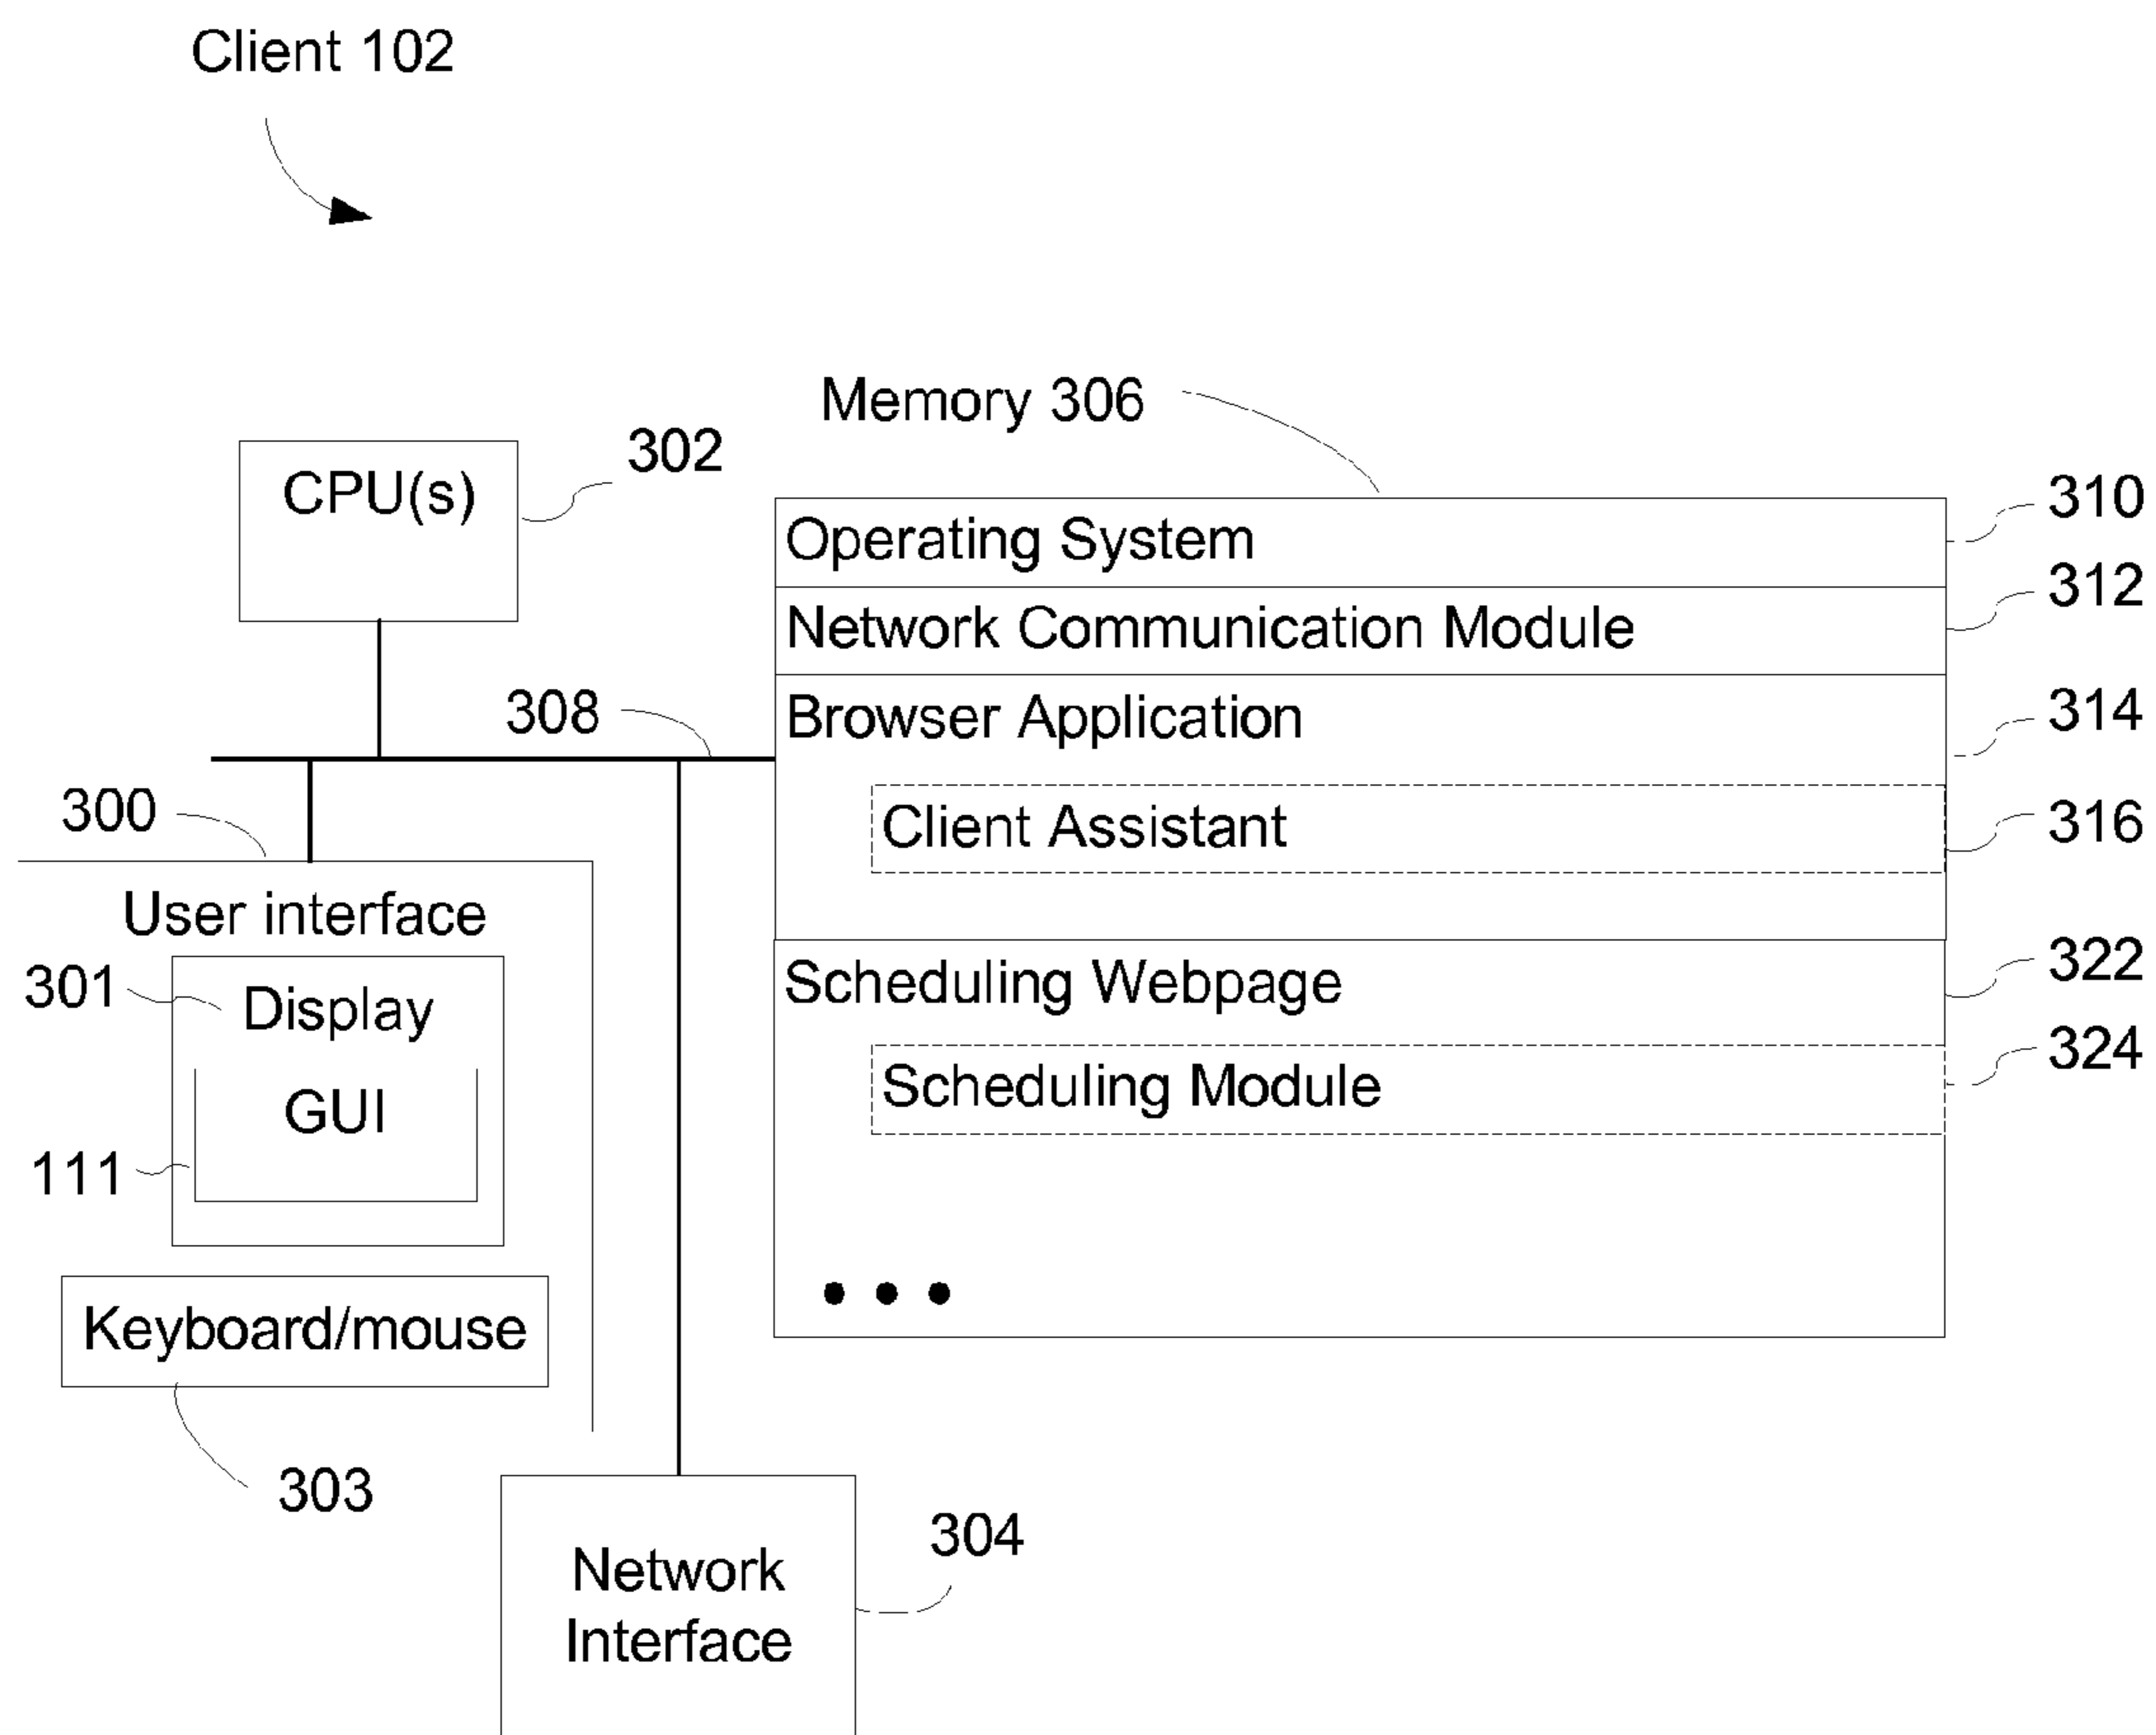 Client 102
Memory 306
CPU(s)
302
Operating System
310
Network Communication Module
312
Browser Application
314
Client Assistant
316
Scheduling Webpage
322
Scheduling Module
324
308
300
User interface
301
Display
GUI
111
Keyboard/mouse
303
Network
Interface
304